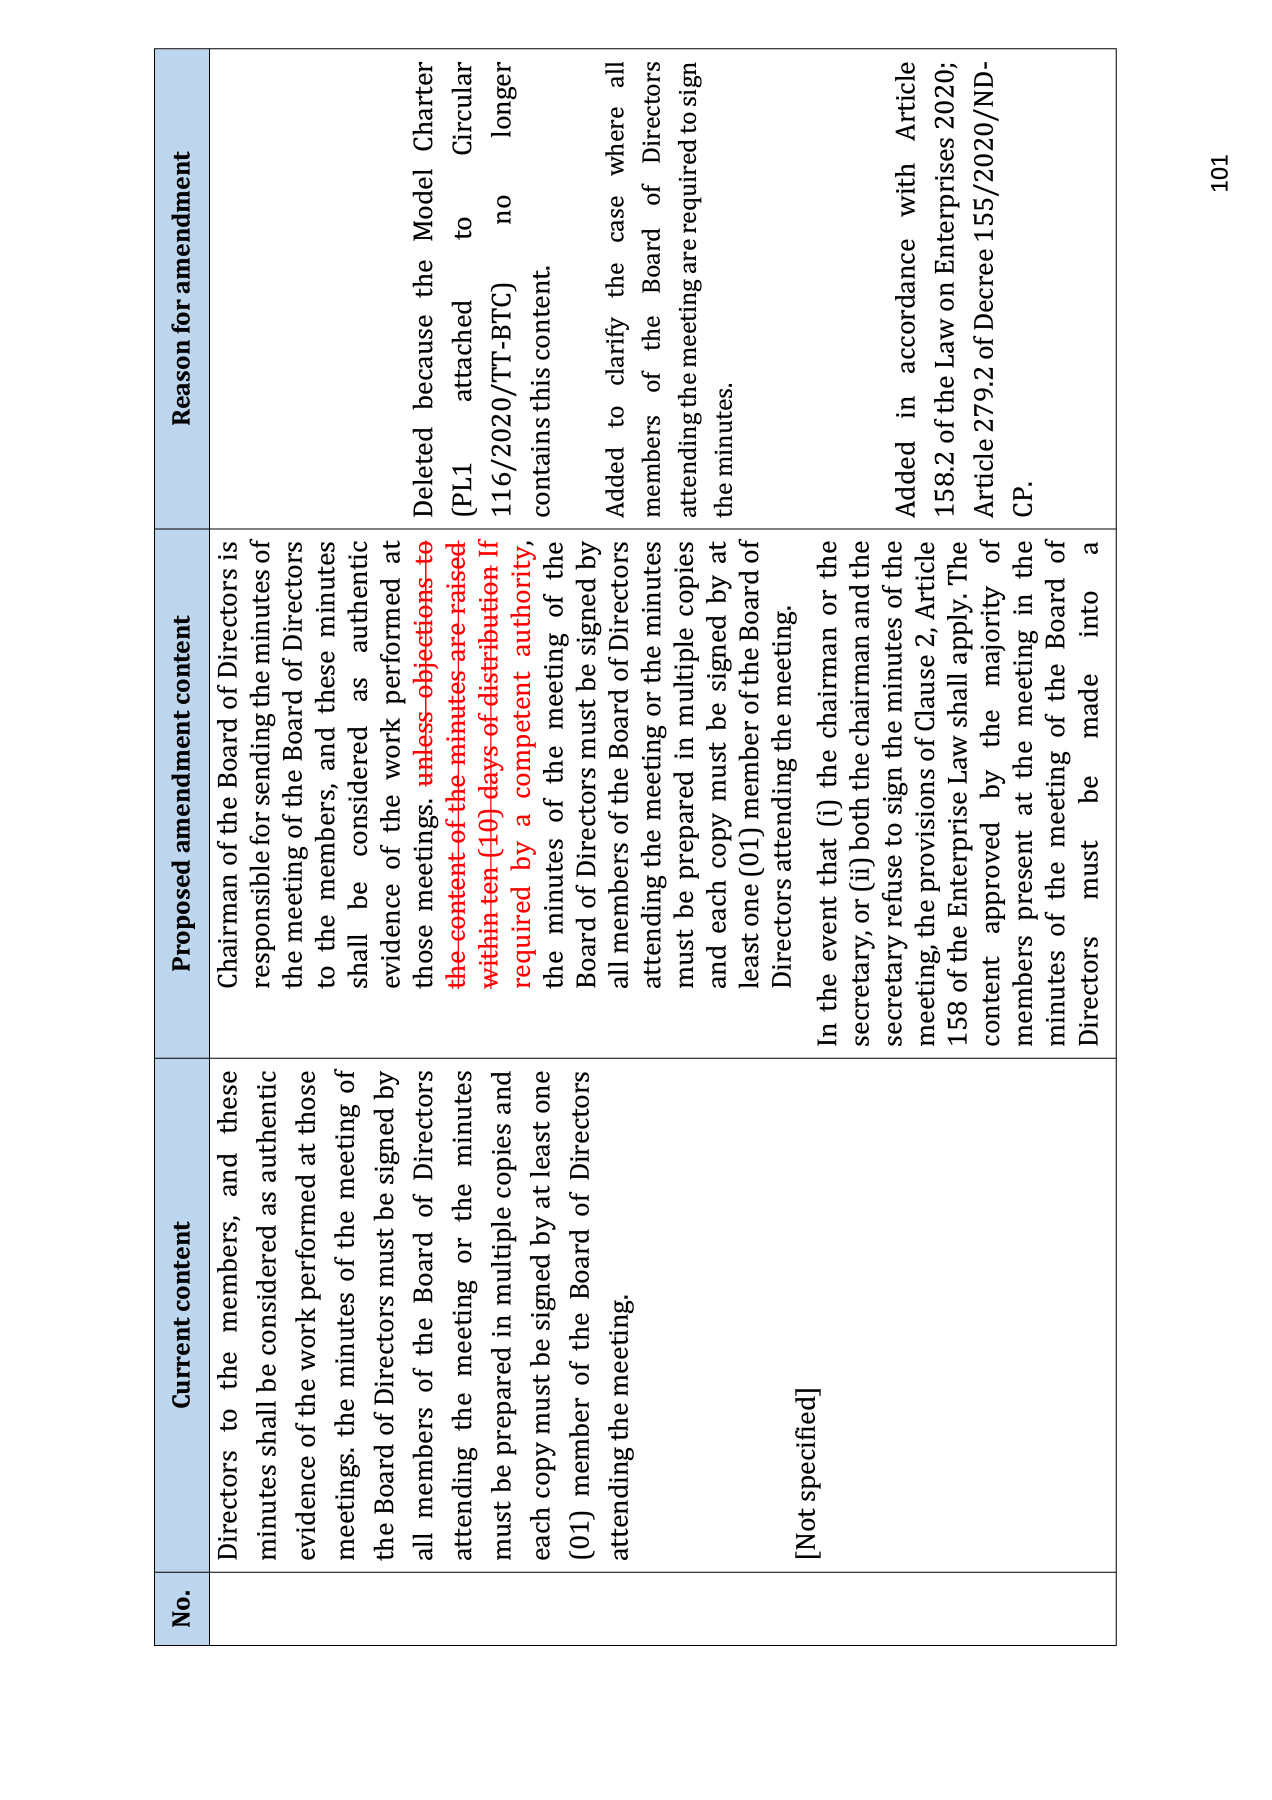 No.
Current content
Proposed amendment content
Reason for amendment
Directors to the members, and these
minutes shall be considered as authentic
evidence of the work performed at those
meetings. the minutes of the meeting of
the Board of Directors must be signed by
all members of the Board of Directors
attending the meeting or the minutes
must be prepared in multiple copies and
each copy must be signed by at least one
(01) member of the Board of Directors
attending the meeting.
[Not specified]
Chairman of the Board of Directors is
responsible for sending the minutes of
the meeting of the Board of Directors
to the members, and these minutes
shall be considered as authentic
evidence of the work performed at
those meetings. unless objections to
the content of the minutes are raised
within ten (10) days of distribution If
required by a competent authority,
the minutes of the meeting of the
Board of Directors must be signed by
all members of the Board of Directors
attending the meeting or the minutes
must be prepared in multiple copies
and each copy must be signed by at
least one (01) member of the Board of
Directors attending the meeting.
In the event that (i) the chairman or the
secretary, or (ii) both the chairman and the
secretary refuse to sign the minutes of the
meeting, the provisions of Clause 2, Article
158 of the Enterprise Law shall apply. The
content approved by the majority of
members present at the meeting in the
minutes of the meeting of the Board of
Directors must be made into a
Deleted because the Model Charter
(PL1 attached to Circular
116/2020/TT-BTC) no longer
contains this content.
Added to clarify the case where all
members of the Board of Directors
attending the meeting are required to sign
the minutes.
Added in accordance with Article
158.2 of the Law on Enterprises 2020;
Article 279.2 of Decree 155/2020/ND-
CP.
101